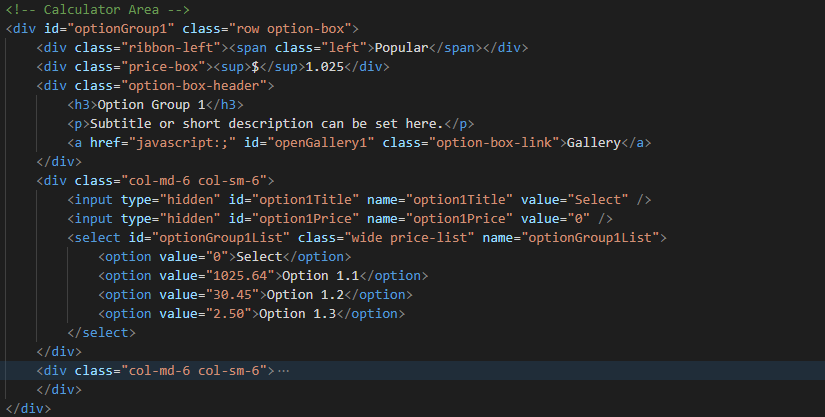 <!-- Calculator Area -->
<div id="optionGroup1" class="row option-box">
    <div class="ribbon-left"><span class="left">Popular</span></div>
    <div class="price-box"><sup>$</sup>1.025</div>
    <div class="option-box-header">
        <h3>Option Group 1</h3>
        <p>Subtitle or short description can be set here.</p>
        <a href="javascript:;" id="openGallery1" class="option-box-link">Gallery</a>
    </div>
    <div class="col-md-6 col-sm-6">
        <input type="hidden" id="option1Title" name="option1Title" value="Select" />
        <input type="hidden" id="option1Price" name="option1Price" value="0" />
        <select id="optionGroup1List" class="wide price-list" name="optionGroup1List">
            <option value="0">Select</option>
            <option value="1025.64">Option 1.1</option>
            <option value="30.45">Option 1.2</option>
            <option value="2.50">Option 1.3</option>
        </select>
    </div>
    <div class="col-md-6 col-sm-6">⋯
    </div>
</div>